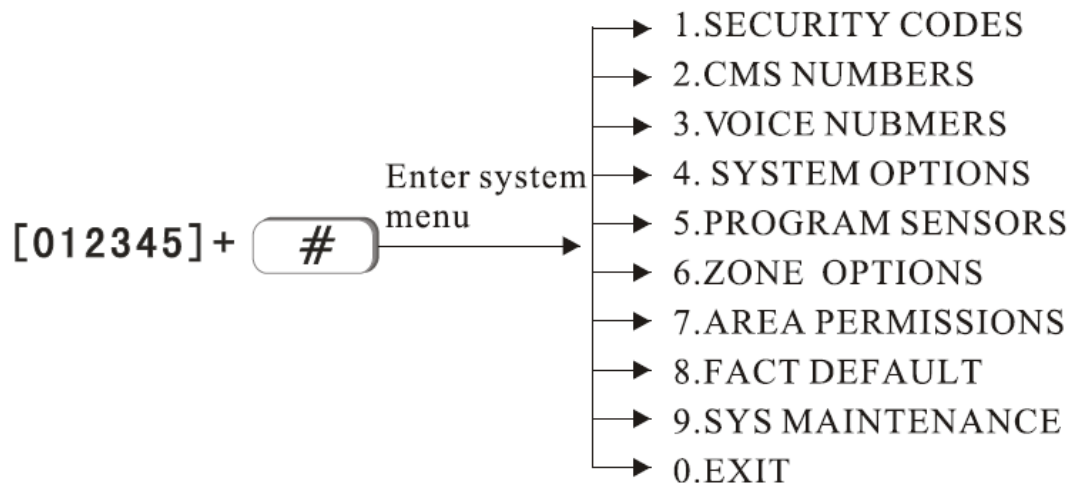 [012345]+ #
Enter system
menu
1.SECURITY CODES
2.CMS NUMBERS
3.VOICE NUBMERS
4. SYSTEM OPTIONS
5.PROGRAM SENSORS
6.ZONE OPTIONS
7.AREA PERMISSIONS
8.FACT DEFAULT
9.SYS MAINTENANCE
0.EXIT